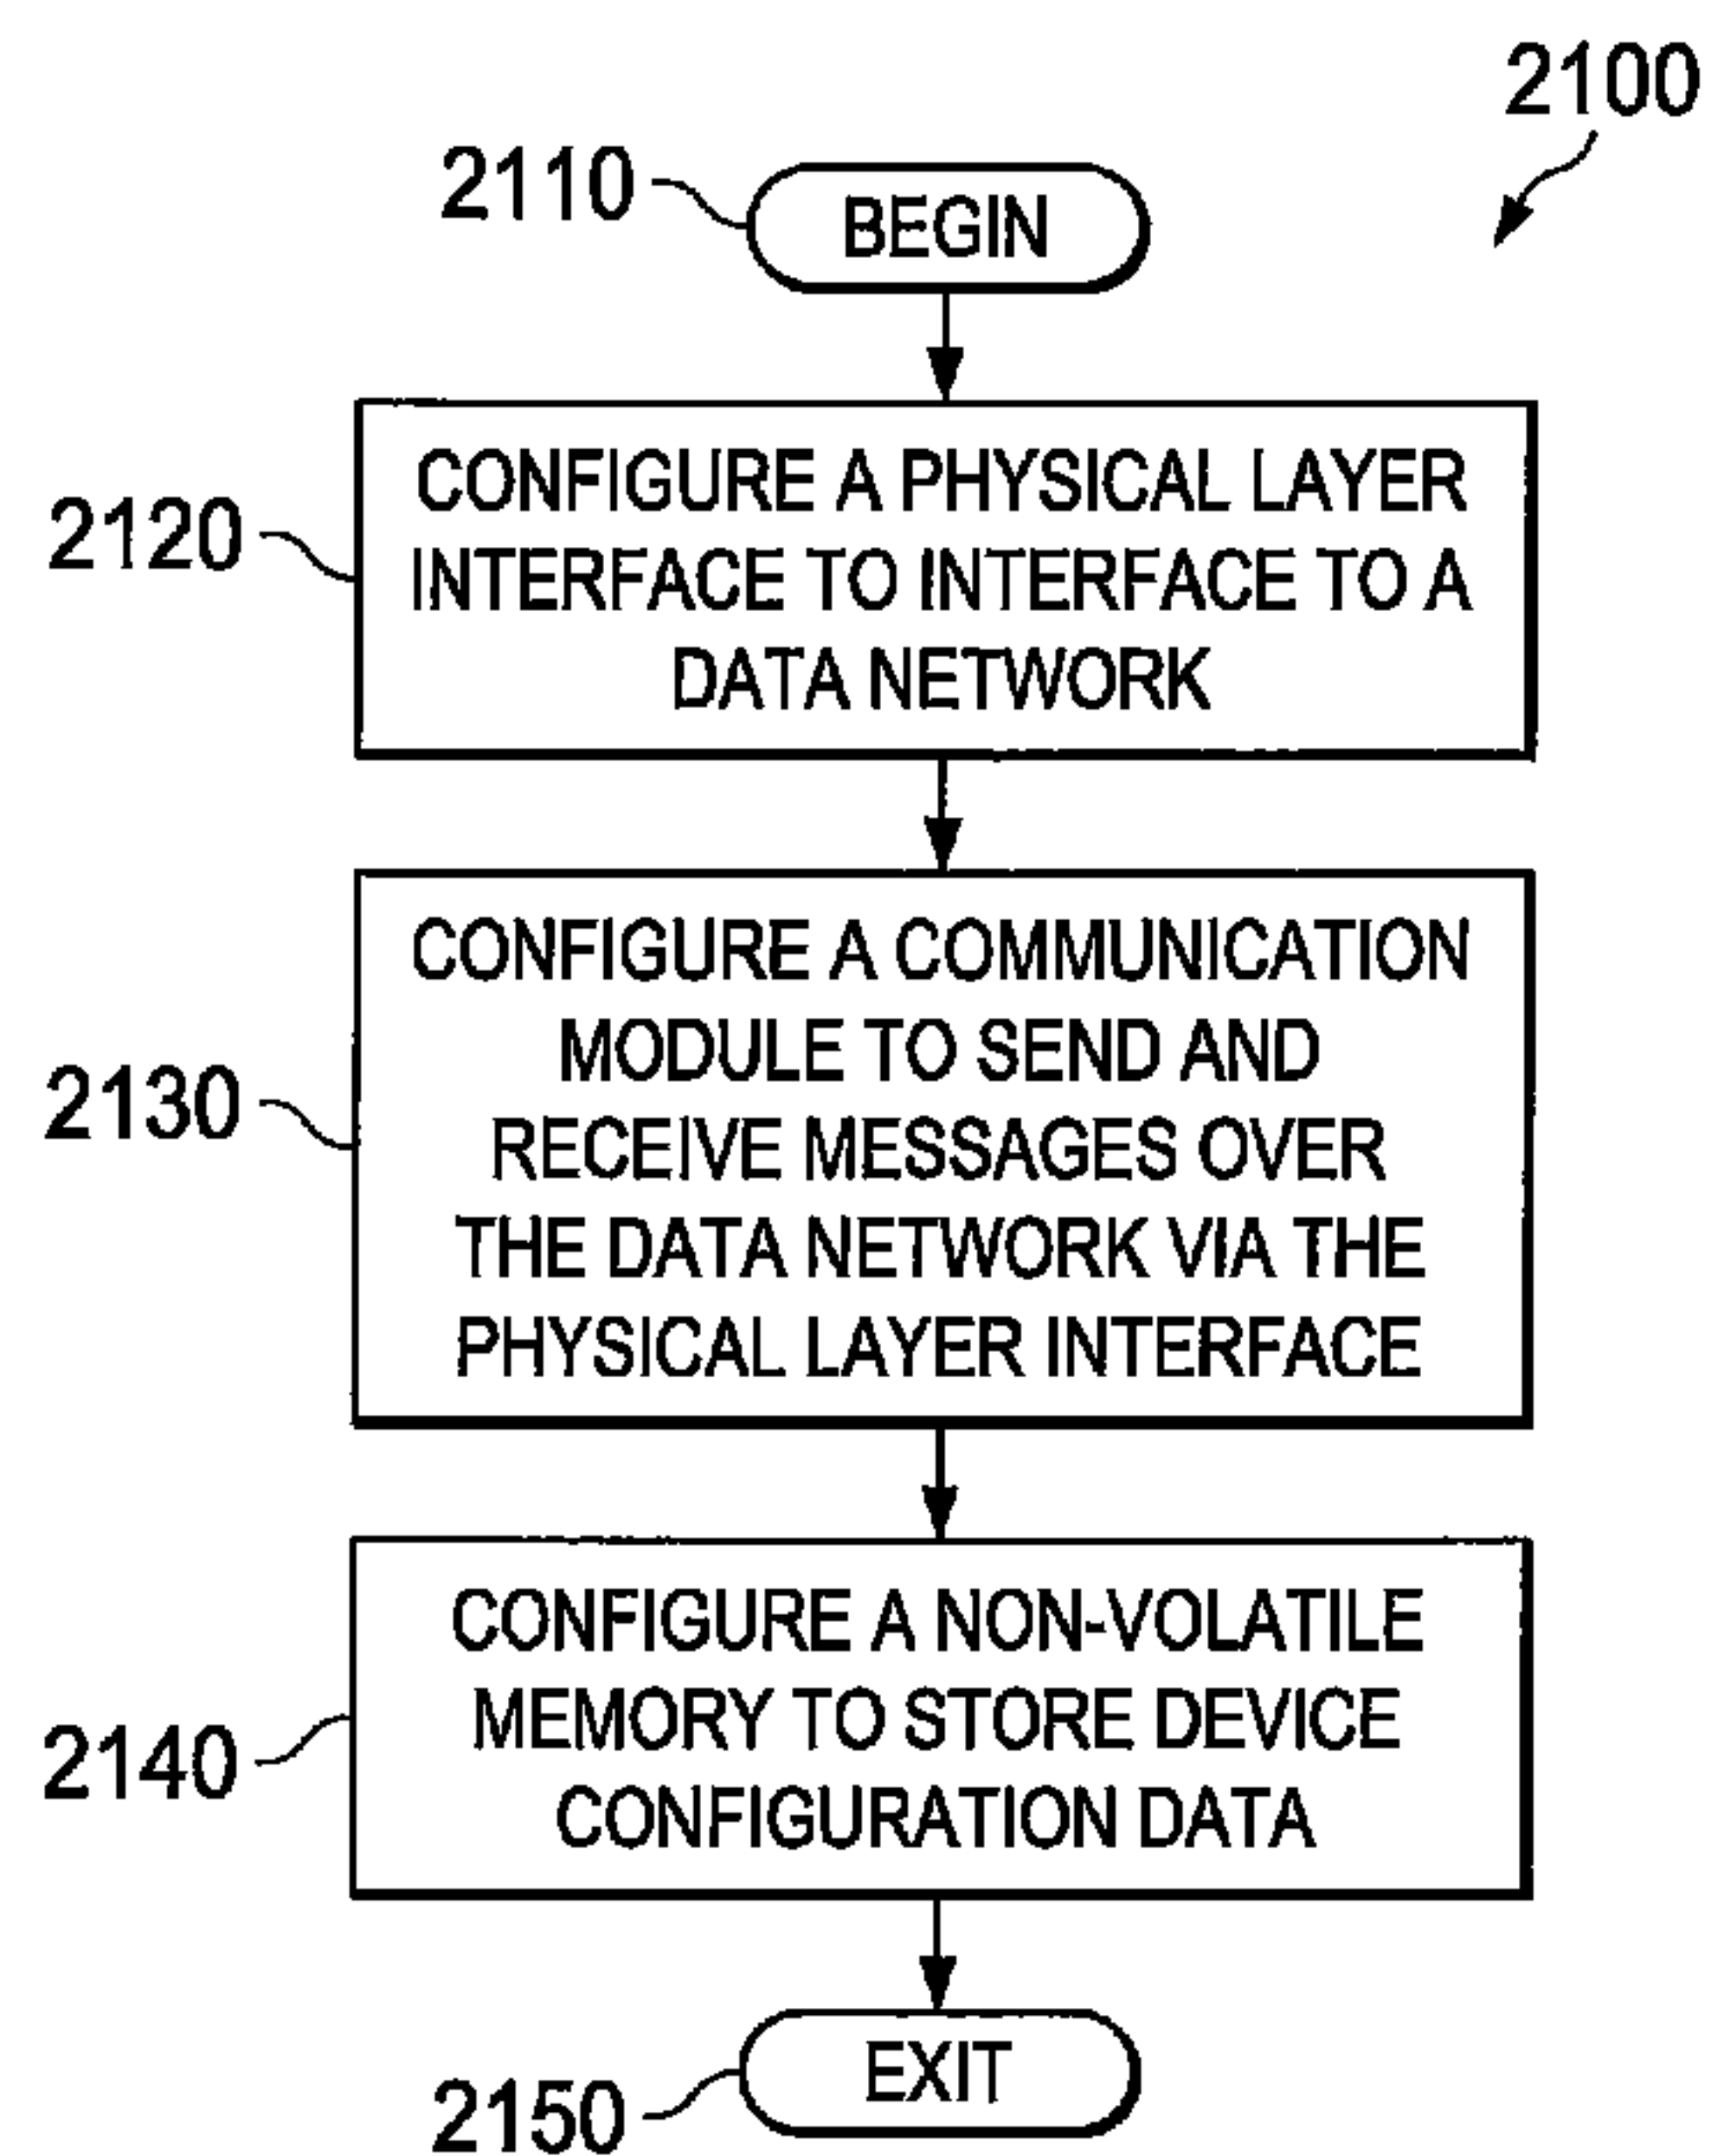 2100
2110
BEGIN
2120
CONFIGURE A PHYSICAL LAYER
INTERFACE TO INTERFACE TO A
DATA NETWORK
2130
CONFIGURE A COMMUNICATION
MODULE TO SEND AND
RECEIVE MESSAGES OVER
THE DATA NETWORK VIA THE
PHYSICAL LAYER INTERFACE
2140
CONFIGURE A NON-VOLATILE
MEMORY TO STORE DEVICE
CONFIGURATION DATA
2150
EXIT